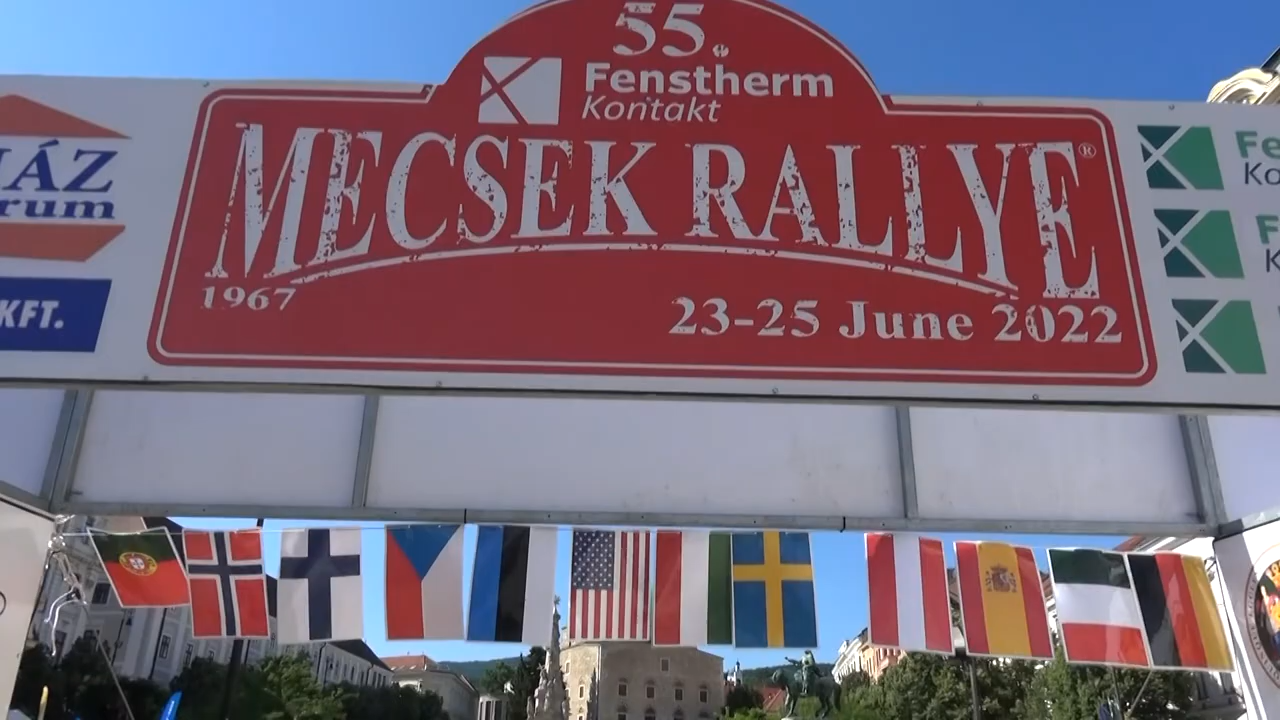 55.
Fenstherm
Kontakt
MECSEK RALLYE®
1967
23-25 June 2022
ÁZ
rum
KFT.
Fe
Ko
F
K